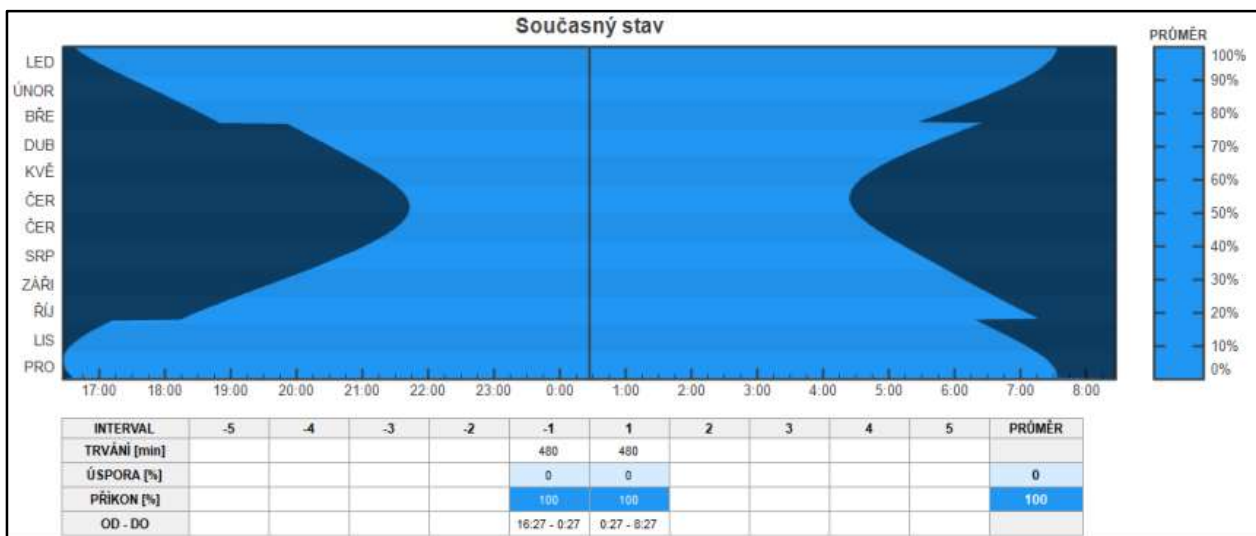 Současný stav
PRŮMĚR
LED
ÚNOR
BŘE
DUB
KVĚ
ČER
ČER
SRP
ZÁŘI
ŘÍJ
LIS
PRO
100%
90%
80%
70%
60%
50%
40%
30%
20%
10%
0%
17:00 18:00 19:00 20:00 21:00 22:00 23:00 0:00 1:00 2:00 3:00 4:00 5:00 6:00 7:00 8:00
INTERVAL -5 -4 -3 -2 -1 1 2 3 4 5 PRŮMĚR
TRVÁNÍ [min] 480 480
ÚSPORA [%] 0 0 0
PŘÍKON [%] 100 100 100
OD - DO 16:27 - 0:27 0:27 - 8:27